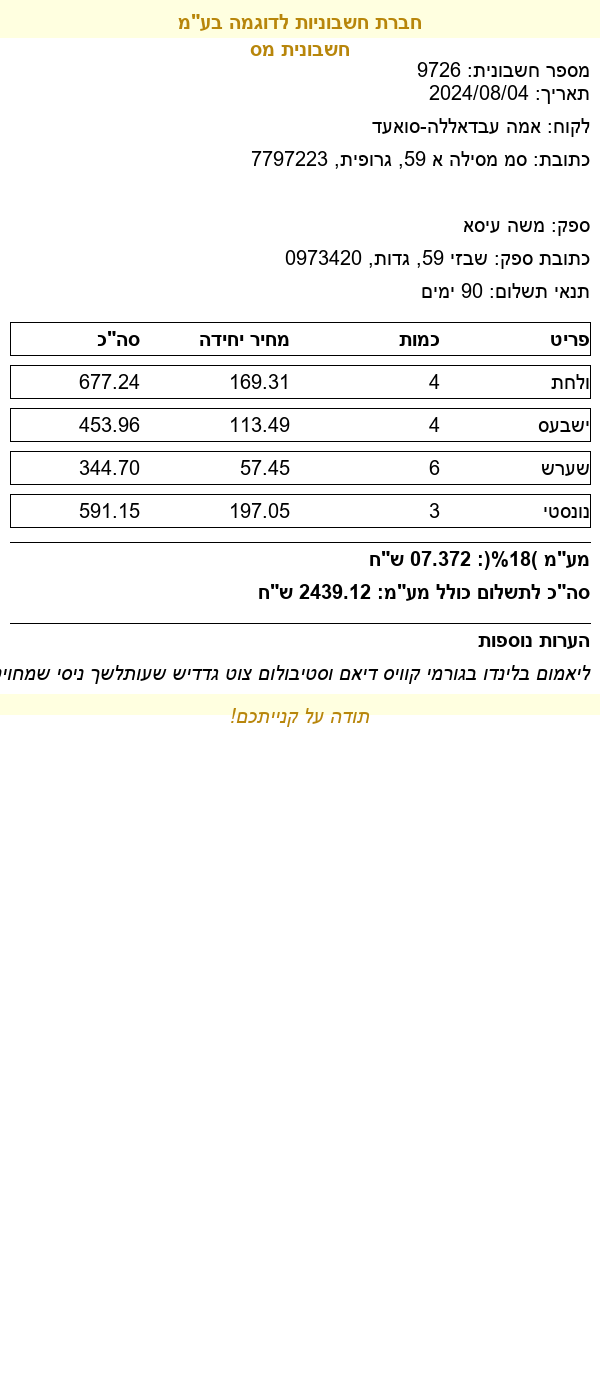 חברת חשבוניות לדוגמה בע"מ
חשבונית מס
מספר חשבונית: 9726
תאריך: 2024/08/04
לקוח: אמה עבדאללה-סואעד
כתובת: סמ מסילה א 59, גרופית, 7797223
ספק: משה עיסא
כתובת ספק: שבזי 59, גדות, 0973420
תנאי תשלום: 90 ימים
פריט כמות מחיר יחידה סה"כ
ולחת 4 169.31 677.24
ישבעס 4 113.49 453.96
שערש 6 57.45 344.70
נונסטי 3 197.05 591.15
מע"מ )18%(: 07.372 ש"ח
סה"כ לתשלום כולל מע"מ: 2439.12 ש"ח
הערות נוספות
ליאמום בלינדו בגורמי קוויס דיאם וסטיבולום צוט גדדיש שעותלשך ניסי
תודה על קנייתכם!